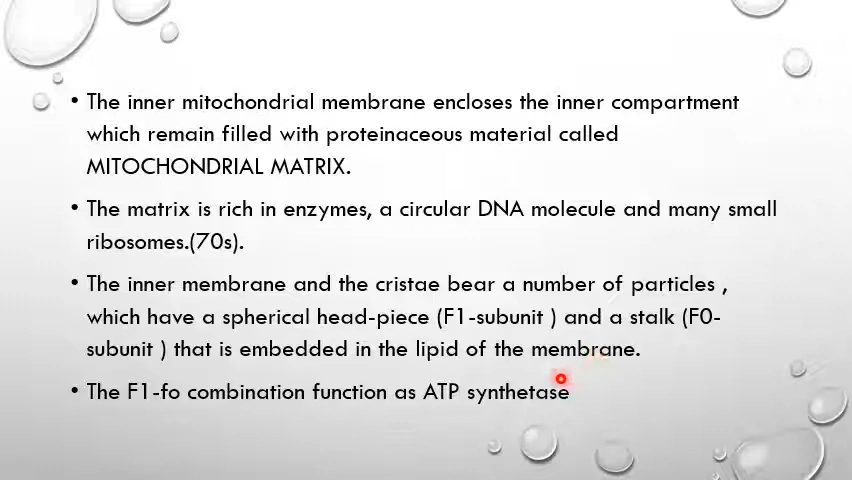 • The inner mitochondrial membrane encloses the inner compartment
which remain filled with proteinaceous material called
MITOCHONDRIAL MATRIX.
• The matrix is rich in enzymes, a circular DNA molecule and many small
ribosomes.(70s).
• The inner membrane and the cristae bear a number of particles ,
which have a spherical head-piece (F1-subunit ) and a stalk (F0-
subunit ) that is embedded in the lipid of the membrane.
• The F1-fo combination function as ATP synthetase